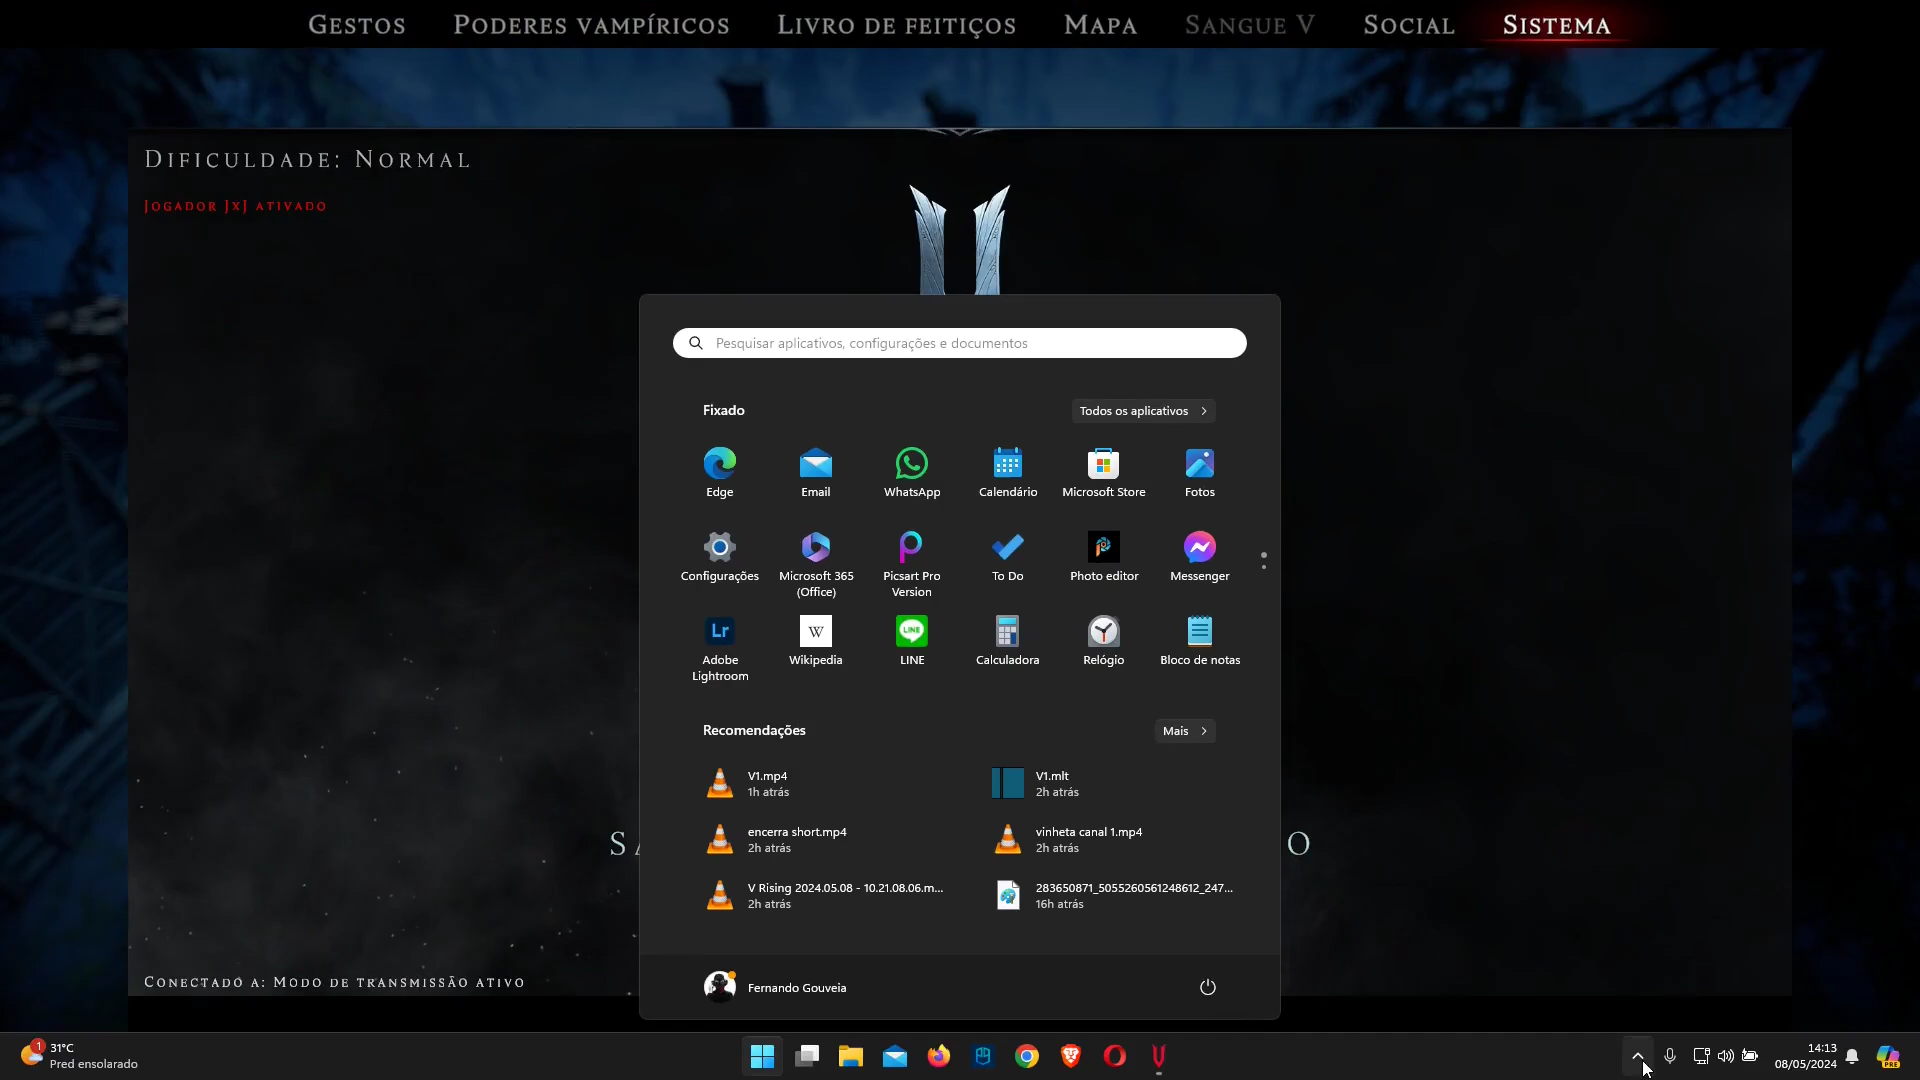 Gestos Poderes vampíricos Livro de feitiços Mapa Sangue V Social Sistema
Dificuldade: Normal
Jogador JxJ ativado
Pesquisar aplicativos, configurações e documentos
Fixado
Todos os aplicativos
Edge
Email
WhatsApp
Calendário
Microsoft Store
Fotos
Configurações
Microsoft 365
(Office)
Picsart Pro
Version
To Do
Photo editor
Messenger
Lr
Adobe
Lightroom
W
Wikipedia
LINE
LINE
Calculadora
Relógio
Bloco de notas
Recomendações
Mais
V1.mp4
1h atrás
V1.mlt
2h atrás
encerra short.mp4
2h atrás
vinheta canal 1.mp4
2h atrás
V Rising 2024.05.08 - 10.21.08.06.m...
2h atrás
283650871_5055260561248612_247...
16h atrás
O
Conectado a: Modo de transmissão ativo
Fernando Gouveia
1
31°C
Pred ensolarado
14:13
08/05/2024
PRE